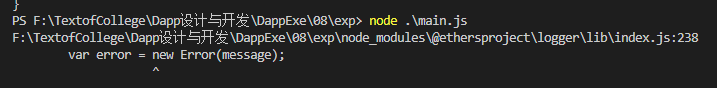 }
PS F:\TextofCollege\Dapp设计与开发\DappExe\08\exp> node .\main.js
F:\TextofCollege\Dapp设计与开发\DappExe\08\exp\node_modules\@ethersproject\logger\lib\index.js:238
        var error = new Error(message);
                    ^